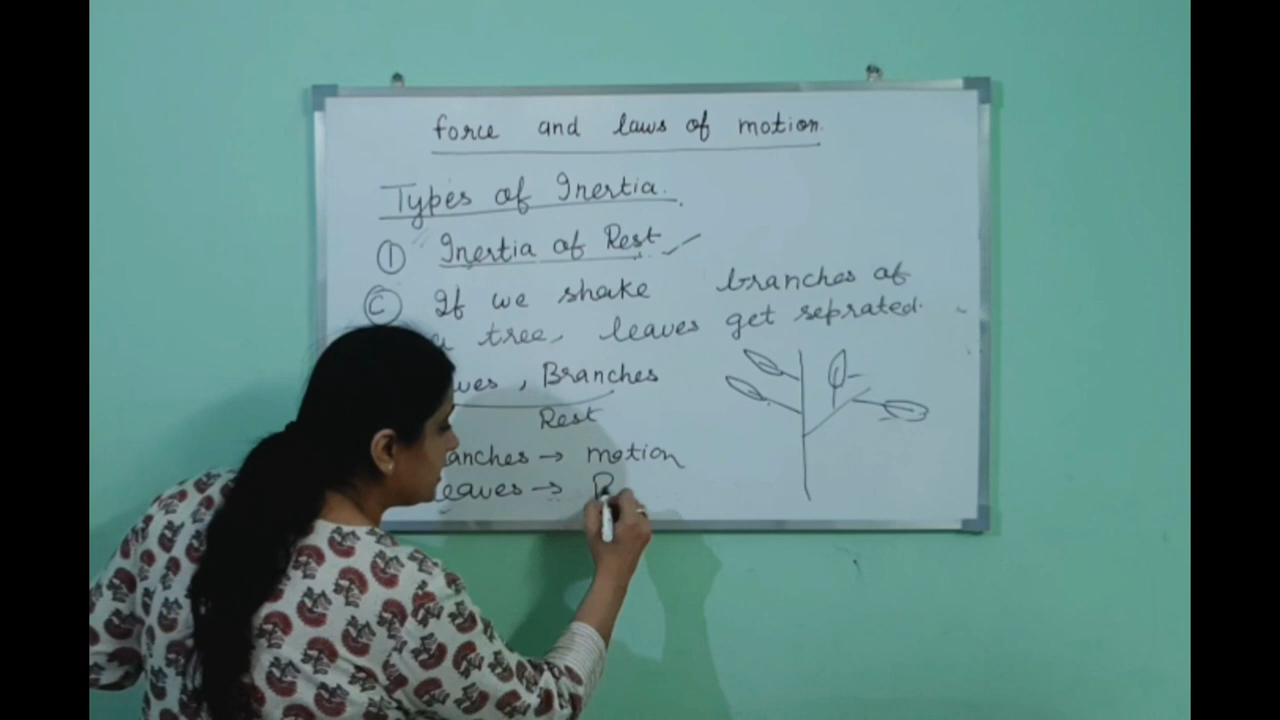 force and laws of motion.
Types of Inertia.
① Inertia of Rest
Ⓒ If we shake branches of
tree, leaves get seprated.
, Branches
Rest
→ motion
→